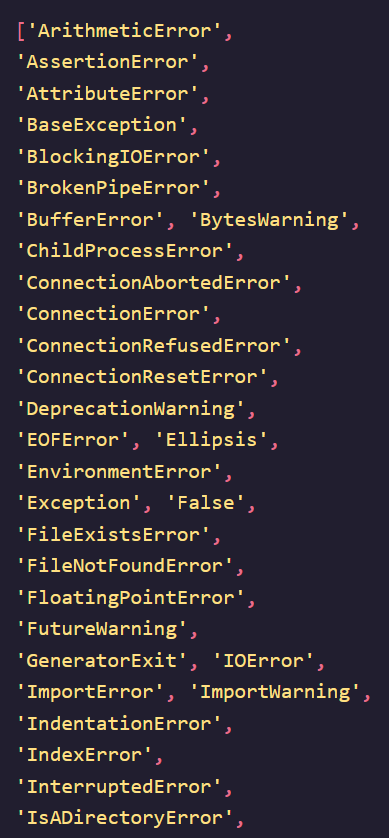 ['ArithmeticError',
'AssertionError',
'AttributeError',
'BaseException',
'BlockingIOError',
'BrokenPipeError',
'BufferError', 'BytesWarning',
'ChildProcessError',
'ConnectionAbortedError',
'ConnectionError',
'ConnectionRefusedError',
'ConnectionResetError',
'DeprecationWarning',
'EOFError', 'Ellipsis',
'EnvironmentError',
'Exception', 'False',
'FileExistsError',
'FileNotFoundError',
'FloatingPointError',
'FutureWarning',
'GeneratorExit', 'IOError',
'ImportError', 'ImportWarning',
'IndentationError',
'IndexError',
'InterruptedError',
'IsADirectoryError',